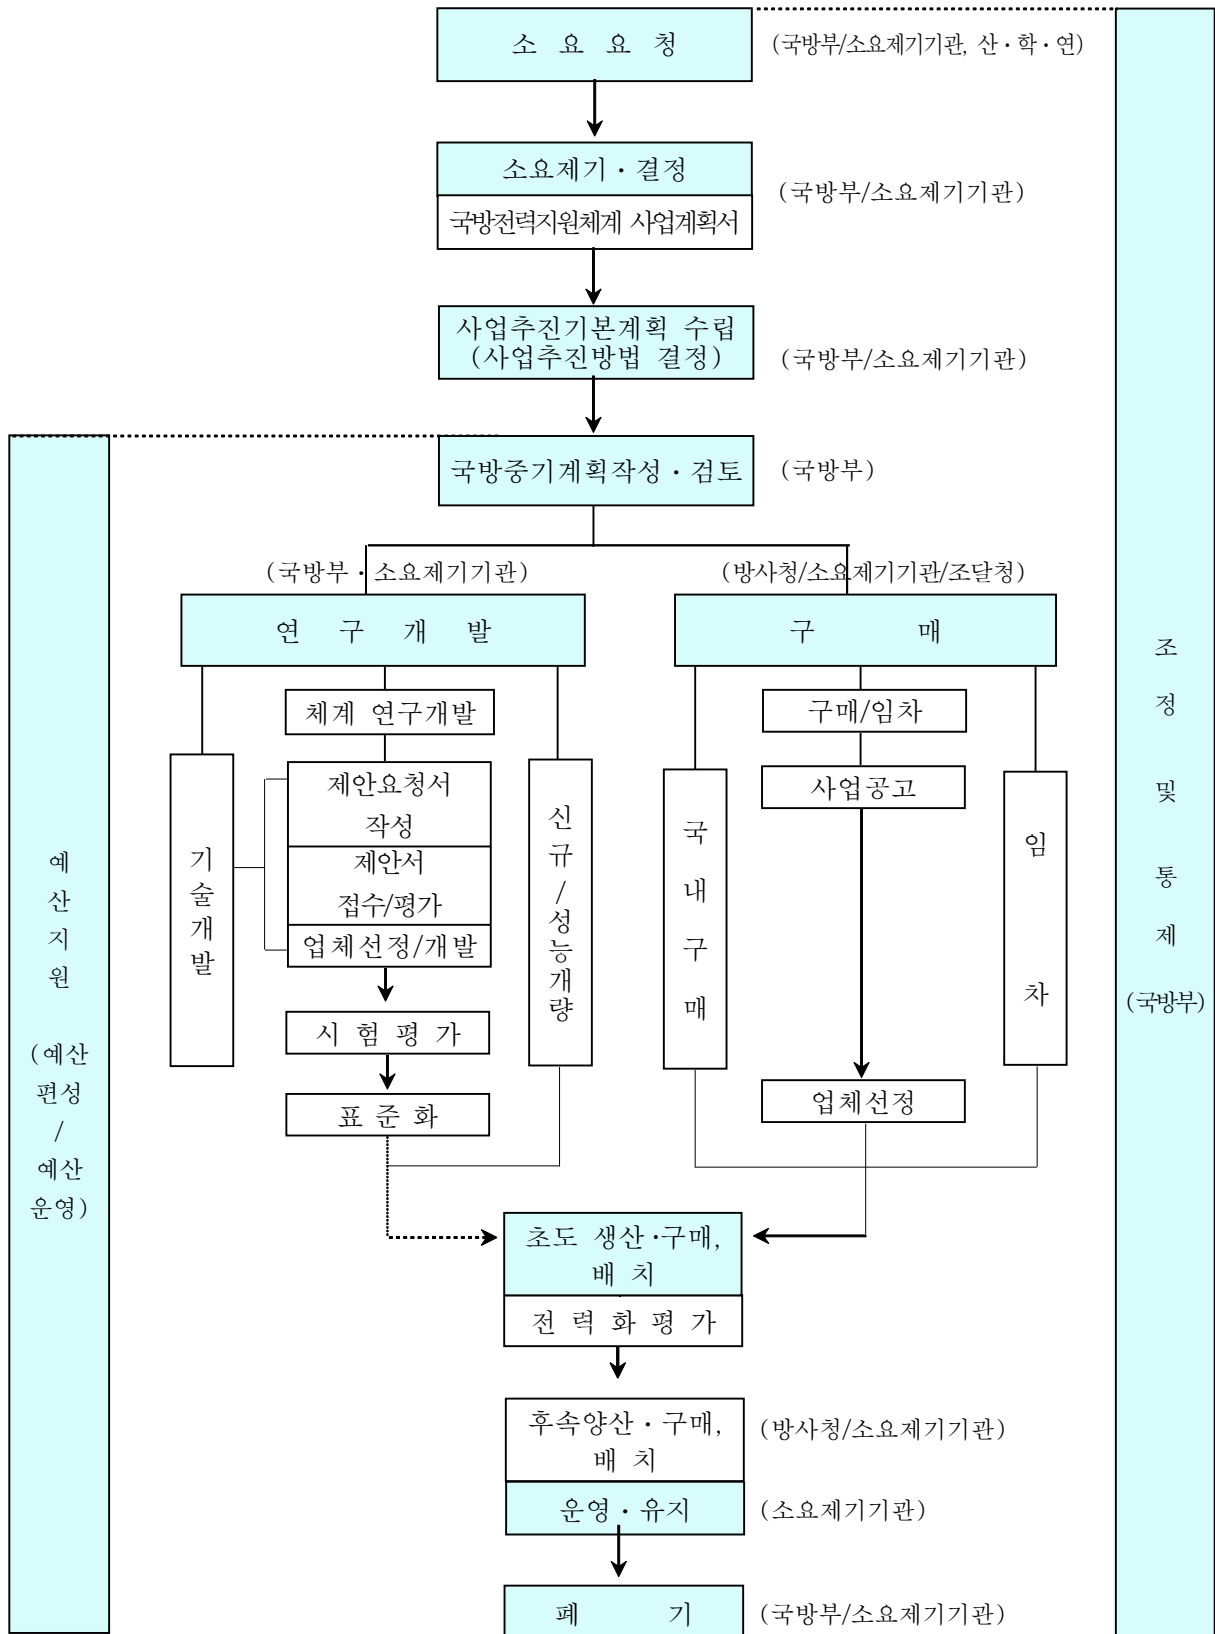 소 요 요 청
(국방부/소요제기기관, 산·학·연)
소요제기·결정
국방전력지원체계 사업계획서
(국방부/소요제기기관)
사업추진기본계획 수립
(사업추진방법 결정)
(국방부/소요제기기관)
국방중기계획작성·검토
(국방부)
(국방부·소요제기기관)
(방사청/소요제기기관/조달청)
연 구 개 발
구 매
체계 연구개발
구매/임차
제안요청서
작성
제안서
접수/평가
업체선정/개발
사업공고
기술개발
신규/성능개량
국내구매
임차
시 험 평 가
표 준 화
업체선정
초도 생산·구매,
배 치
전 력 화 평 가
후속양산·구매,
배 치
(방사청/소요제기기관)
운영·유지
(소요제기기관)
폐 기
(국방부/소요제기기관)
예
산
지
원
(예산
편성
/
예산
운영)
조
정
및
통
제
(국방부)